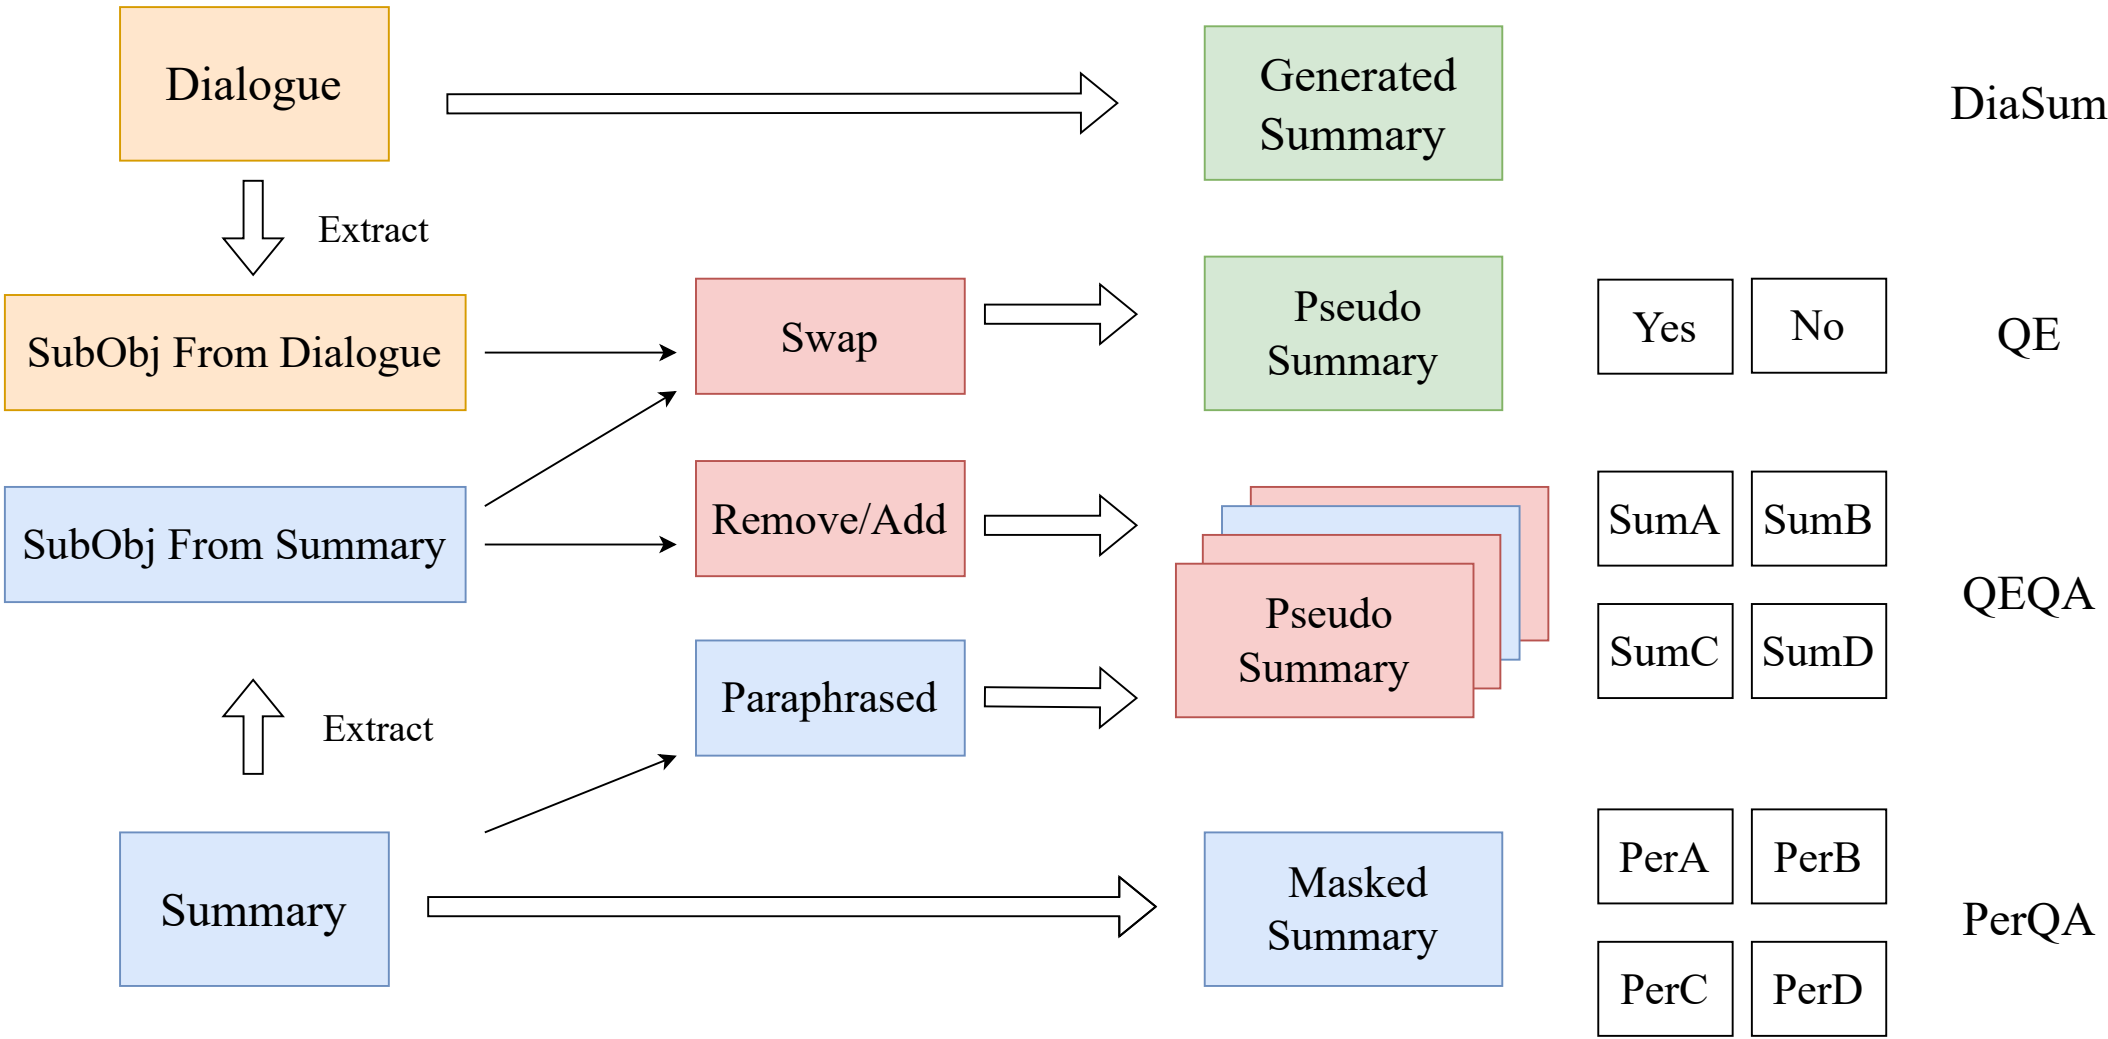 Dialogue
Generated
Summary
DiaSum
Extract
SubObj From Dialogue
Swap
Pseudo
Summary
Yes
No
QE
SubObj From Summary
Remove/Add
Pseudo
Summary
SumA
SumB
SumC
SumD
QEQA
Extract
Paraphrased
Summary
Masked
Summary
PerA
PerB
PerC
PerD
PerQA